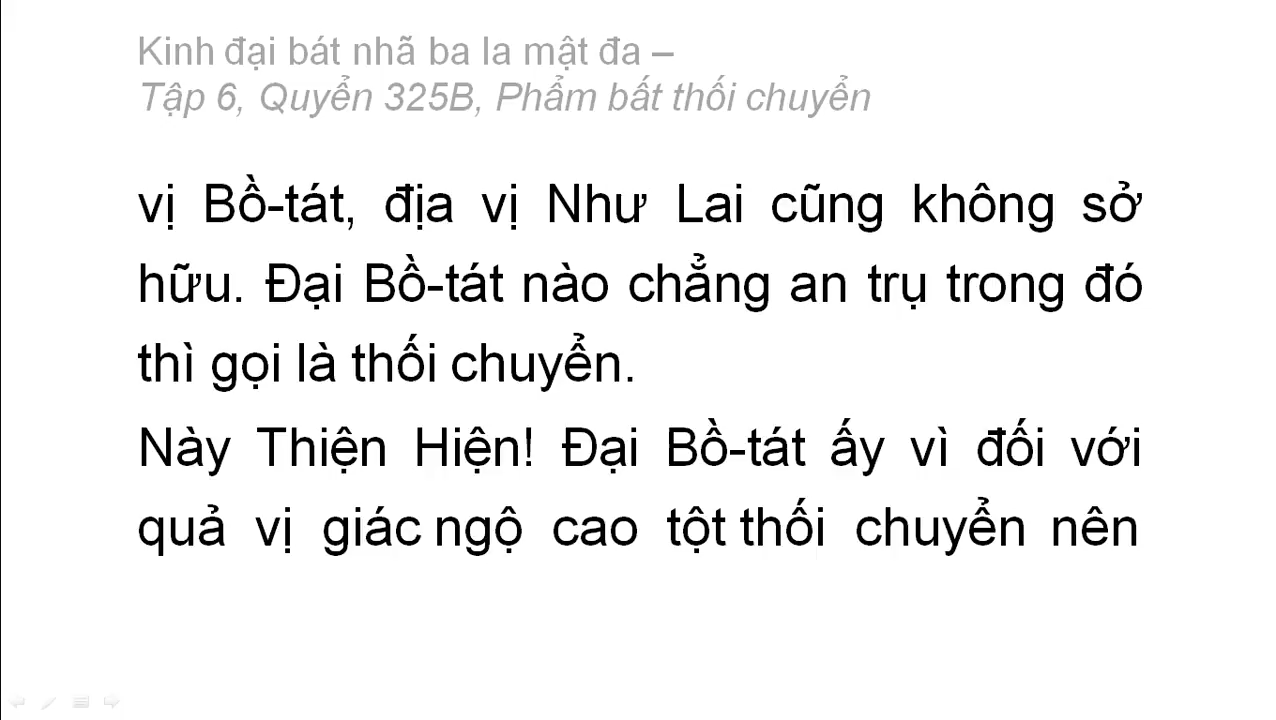 Kinh đại bát nhã ba la mật đa –
Tập 6, Quyển 325B, Phẩm bất thối chuyển
vị Bồ-tát, địa vị Như Lai cũng không sở
hữu. Đại Bồ-tát nào chẳng an trụ trong đó
thì gọi là thối chuyển.
Này Thiện Hiện! Đại Bồ-tát ấy vì đối với
quả vị giác ngộ cao tột thối chuyển nên